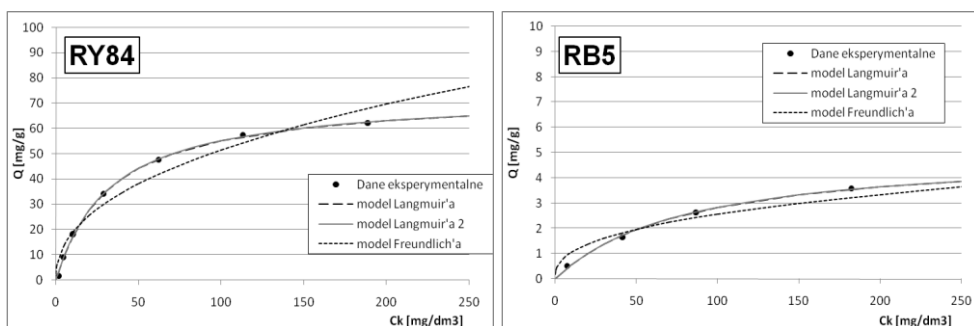 RY84
100
90
80
70
60
50
40
30
20
10
0
Q [mg/g]
Dane eksperymentalne
model Langmuir'a
model Langmuir'a 2
model Freundlich'a
0 50 100 150 200 250
Ck [mg/dm3]
RB5
10
9
8
7
6
5
4
3
2
1
0
Q [mg/g]
Dane eksperymentalne
model Langmuir'a
model Langmuir'a 2
model Freundlich'a
0 50 100 150 200 250
Ck [mg/dm3]